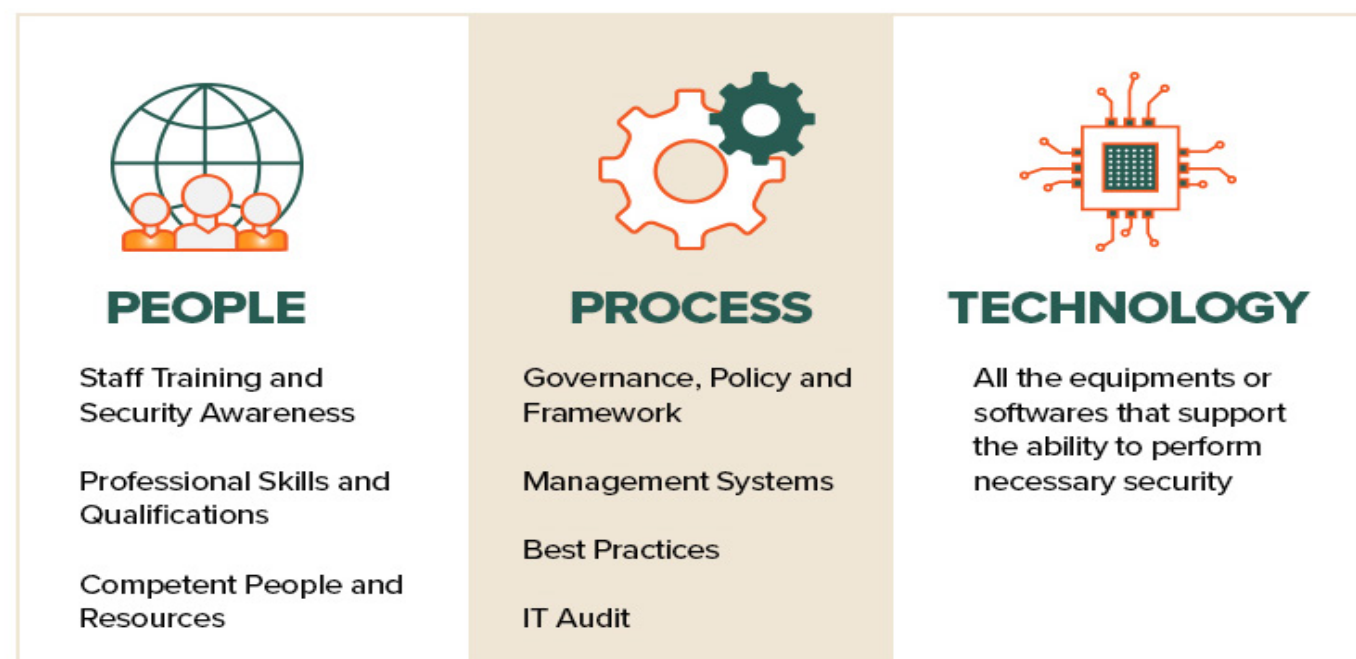 PEOPLE
Staff Training and
Security Awareness
Professional Skills and
Qualifications
Competent People and
Resources
PROCESS
Governance, Policy and
Framework
Management Systems
Best Practices
IT Audit
TECHNOLOGY
All the equipments or
softwares that support
the ability to perform
necessary security